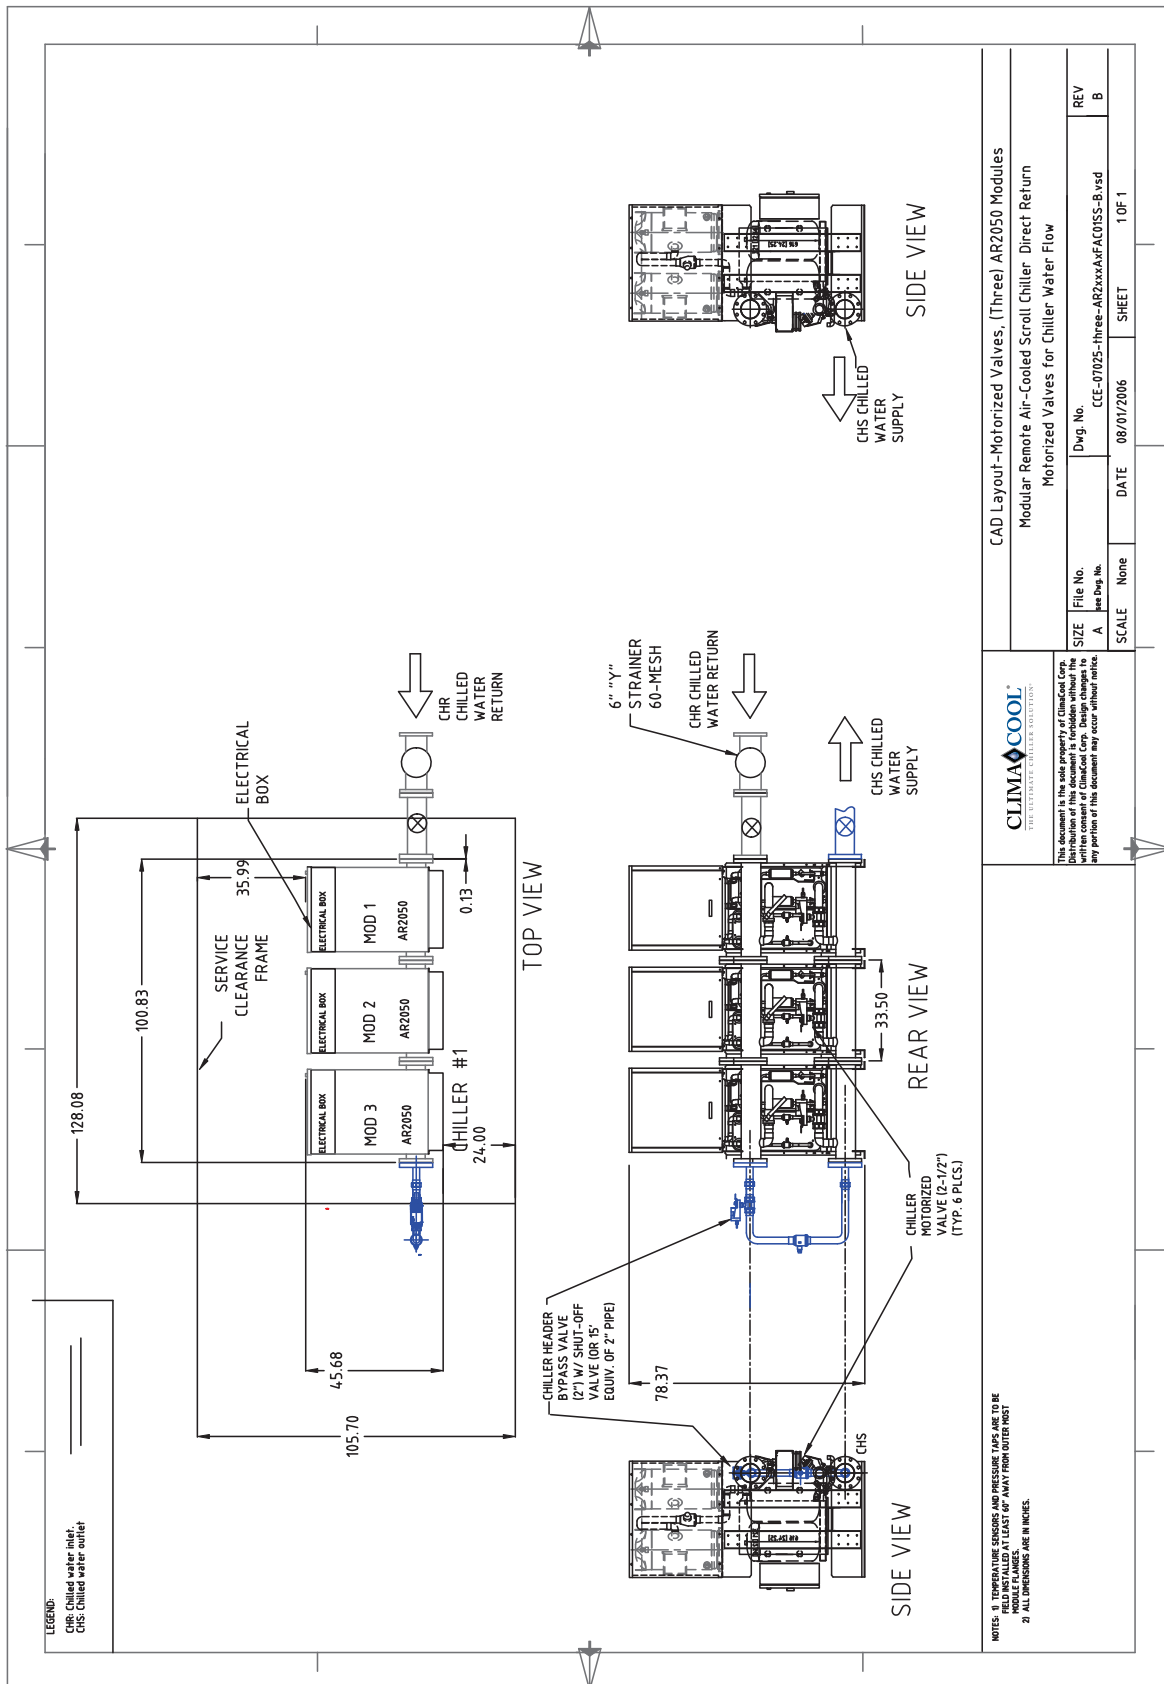 LEGEND:
CHR: Chilled water inlet.
CHS: Chilled water outlet
128.08
100.83
SERVICE
CLEARANCE
FRAME
35.99
ELECTRICAL
BOX
105.70
45.68
ELECTRICAL BOX
MOD 3
AR2050
ELECTRICAL BOX
MOD 2
AR2050
ELECTRICAL BOX
MOD 1
AR2050
CHILLER #1
24.00
0.13
CHR
CHILLED
WATER
RETURN
TOP VIEW
CHILLER HEADER
BYPASS VALVE
(2") W/ SHUT-OFF
VALVE (OR 15'
EQUIV. OF 2" PIPE)
78.37
6" "Y"
STRAINER
60-MESH
CHR CHILLED
WATER RETURN
CHS CHILLED
WATER
SUPPLY
33.50
REAR VIEW
CHILLER
MOTORIZED
VALVE (2-1/2")
(TYP. 6 PLCS.)
CHS
SIDE VIEW
CHS CHILLED
WATER
SUPPLY
616 [24.25]
SIDE VIEW
NOTES: 1) TEMPERATURE SENSORS AND PRESSURE TAPS ARE TO BE
FIELD INSTALLED AT LEAST 60" AWAY FROM OUTER MOST
MODULE FLANGES.
2) ALL DIMENSIONS ARE IN INCHES.
CLIMACOOL
THE ULTIMATE CHILLER SOLUTION
This document is the sole property of ClimaCool Corp.
Distribution of this document is forbidden without the
written consent of ClimaCool Corp. Design changes to
any portion of this document may occur without notice.
CAD Layout-Motorized Valves, (Three) AR2050 Modules
Modular Remote Air-Cooled Scroll Chiller Direct Return
Motorized Valves for Chiller Water Flow
SIZE
A
File No.
see Dwg. No.
Dwg. No.
CCE-07025-three-AR2xxxAxFAC01SS-B.vsd
REV
B
SCALE None
DATE 08/01/2006
SHEET 1 OF 1